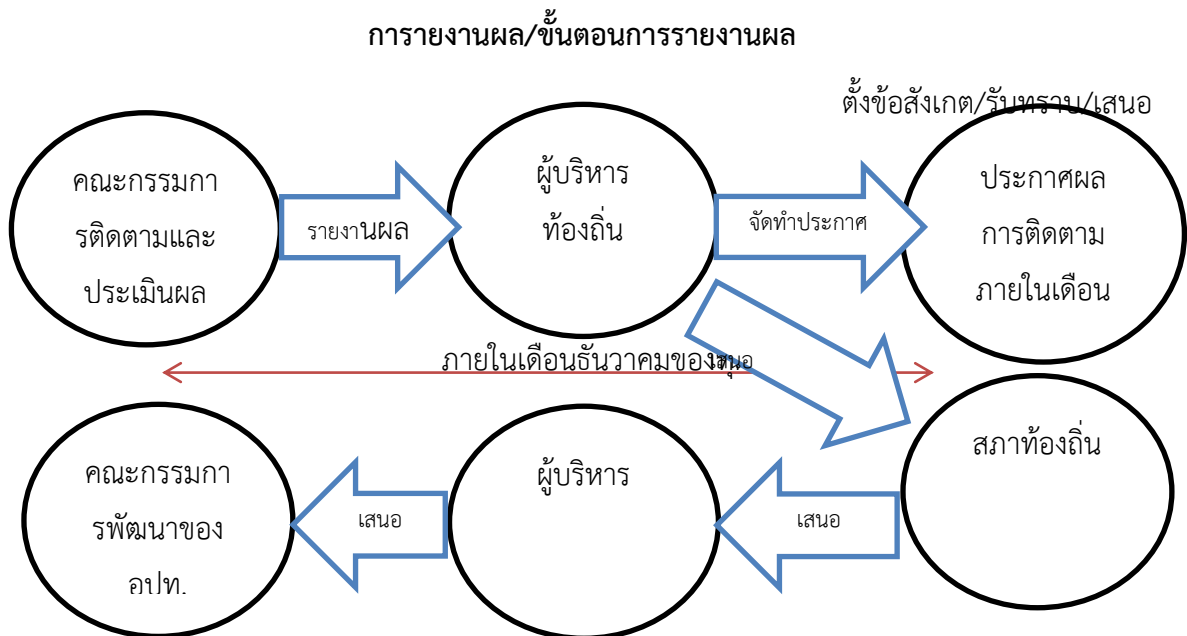 การายงานผล/ขั้นตอนการรายงานผล
ตั้งข้อสังเกต/รับทราบ/เสนอ
คณะกรรมกา
รติดตามและ
ประเมินผล
รายงานผล
ผู้บริหาร
ท้องถิ่น
จัดทำประกาศ
ประกาศผล
การติดตาม
ภายในเดือน
ภายในเดือนธันวาคมของทุ
เสนอ
คณะกรรมกา
รพัฒนาของ
อปท.
เสนอ
ผู้บริหาร
เสนอ
สภาท้องถิ่น